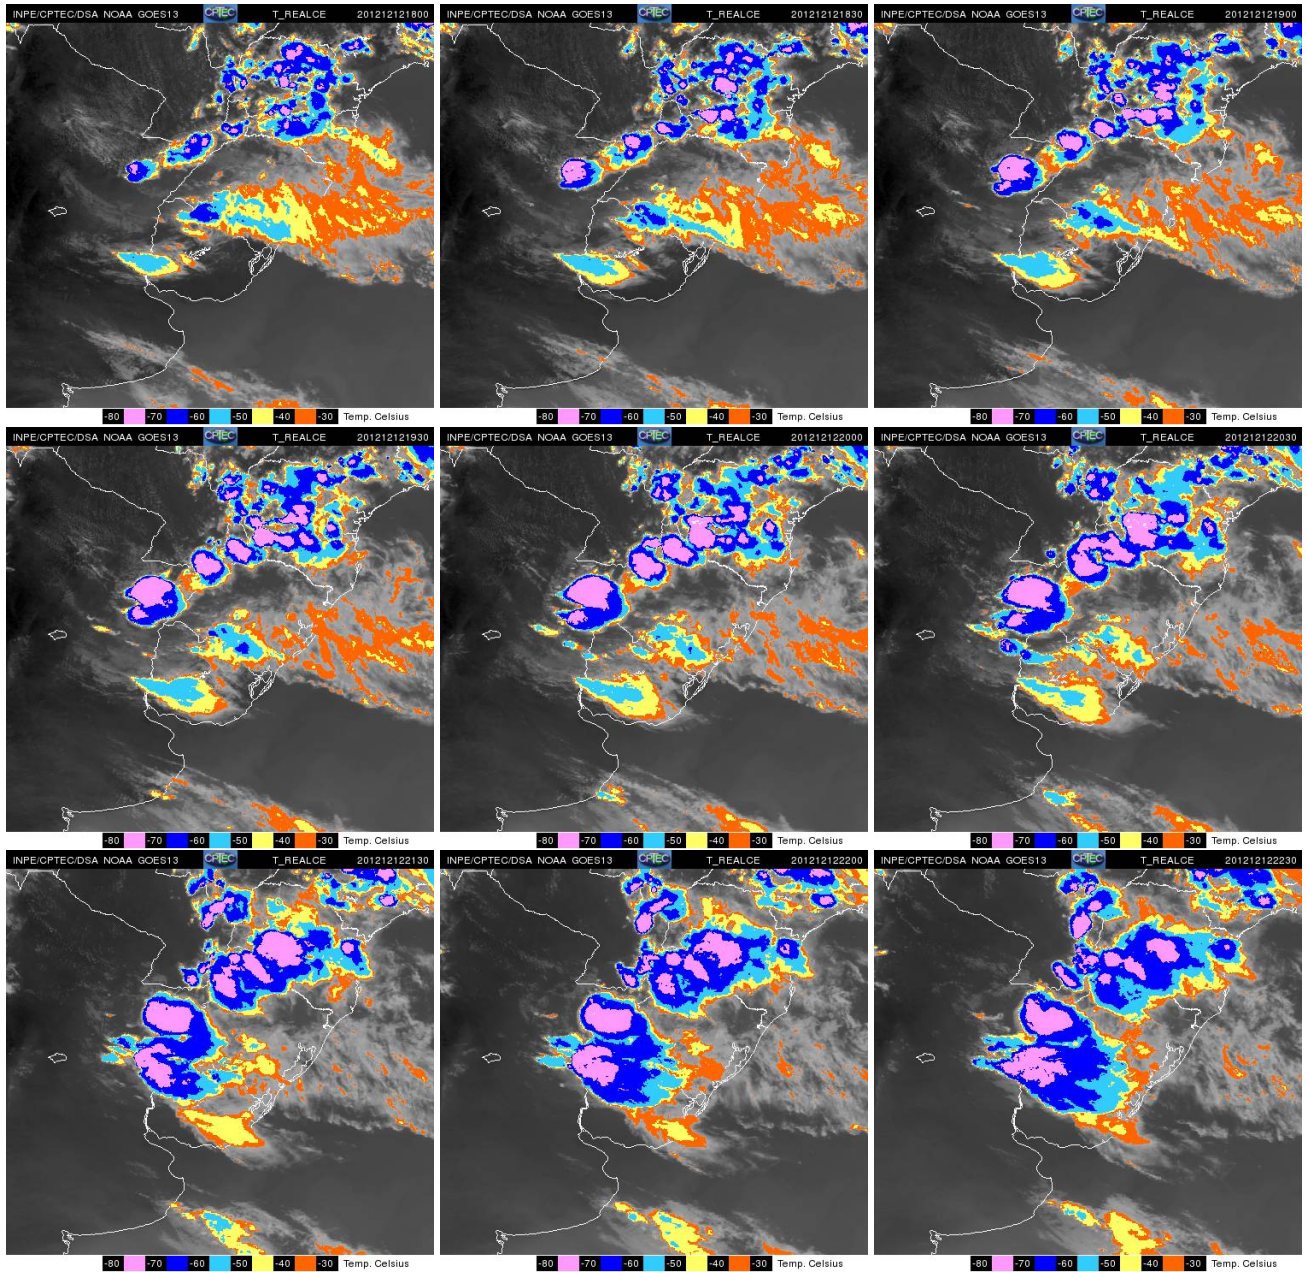 INPE/CPTEC/DSA NOAA GOES13 CPTEC T_REALCE 201212121800
-80 -70 -60 -50 -40 -30 Temp. Celsius
INPE/CPTEC/DSA NOAA GOES13 CPTEC T_REALCE 201212121830
-80 -70 -60 -50 -40 -30 Temp. Celsius
INPE/CPTEC/DSA NOAA GOES13 CPTEC T_REALCE 201212121900
-80 -70 -60 -50 -40 -30 Temp. Celsius
INPE/CPTEC/DSA NOAA GOES13 CPTEC T_REALCE 201212121930
-80 -70 -60 -50 -40 -30 Temp. Celsius
INPE/CPTEC/DSA NOAA GOES13 CPTEC T_REALCE 201212122000
-80 -70 -60 -50 -40 -30 Temp. Celsius
INPE/CPTEC/DSA NOAA GOES13 CPTEC T_REALCE 201212122030
-80 -70 -60 -50 -40 -30 Temp. Celsius
INPE/CPTEC/DSA NOAA GOES13 CPTEC T_REALCE 201212122130
-80 -70 -60 -50 -40 -30 Temp. Celsius
INPE/CPTEC/DSA NOAA GOES13 CPTEC T_REALCE 201212122200
-80 -70 -60 -50 -40 -30 Temp. Celsius
INPE/CPTEC/DSA NOAA GOES13 CPTEC T_REALCE 201212122230
-80 -70 -60 -50 -40 -30 Temp. Celsius